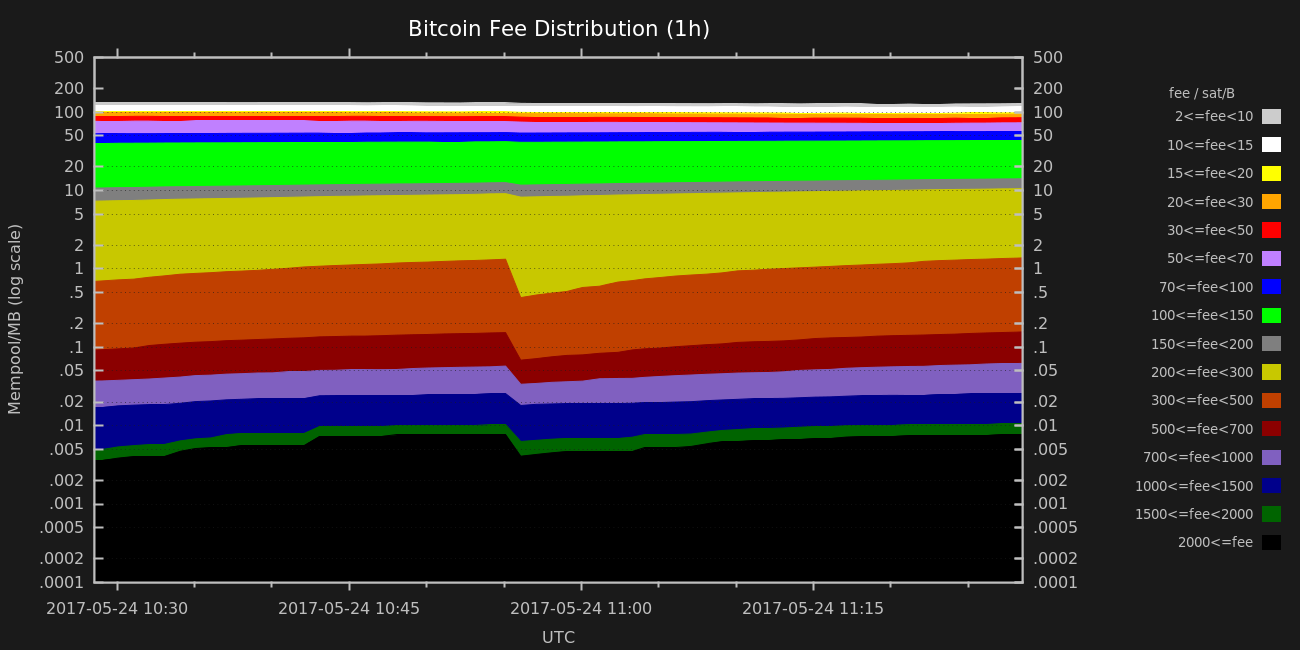 Bitcoin Fee Distribution (1h)
Mempool/MB (log scale)
500
200
100
50
20
10
5
2
1
.5
.2
.1
.05
.02
.01
.005
.002
.001
.0005
.0002
.0001
500
200
100
50
20
10
5
2
1
.5
.2
.1
.05
.02
.01
.005
.002
.001
.0005
.0002
.0001
2017-05-24 10:30
2017-05-24 10:45
2017-05-24 11:00
2017-05-24 11:15
UTC
fee / sat/B
2<=fee<10
10<=fee<15
15<=fee<20
20<=fee<30
30<=fee<50
50<=fee<70
70<=fee<100
100<=fee<150
150<=fee<200
200<=fee<300
300<=fee<500
500<=fee<700
700<=fee<1000
1000<=fee<1500
1500<=fee<2000
2000<=fee